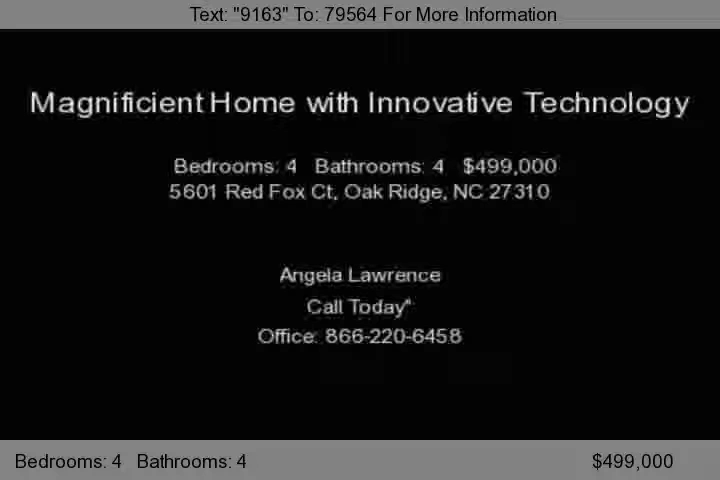 Text: "9163" To: 79564 For More Information
Magnificient Home with Innovative Technology
Bedrooms: 4 Bathrooms: 4 $499,000
5601 Red Fox Ct, Oak Ridge, NC 27310
Angela Lawrence
Call Today"
Office: 866-220-6458
Bedrooms: 4 Bathrooms: 4 $499,000